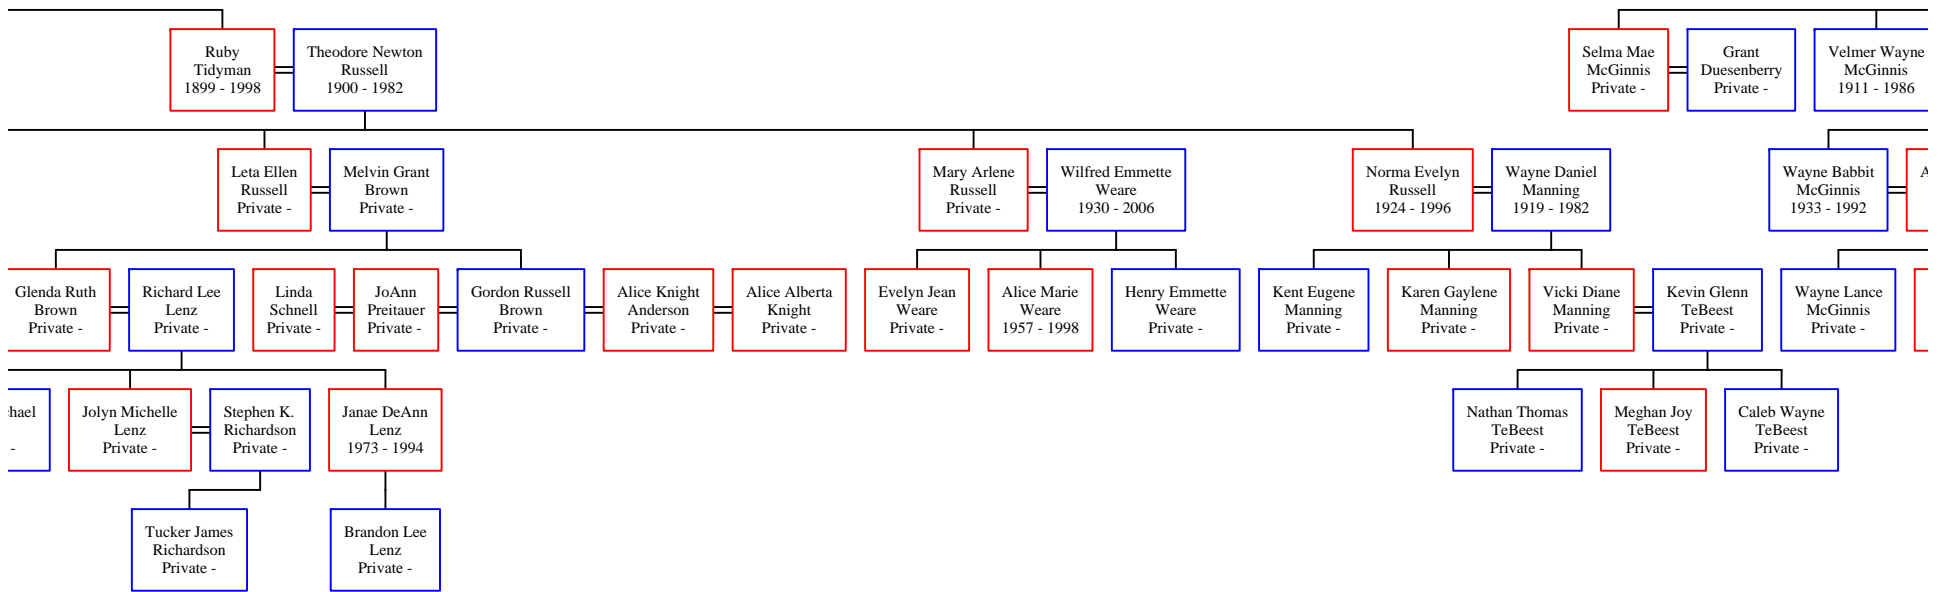 Ruby
Tidyman
1899 - 1998
Theodore Newton
Russell
1900 - 1982
Selma Mae
McGinnis
Private -
Grant
Duesenberry
Private -
Velmer Wayne
McGinnis
1911 - 1986
Leta Ellen
Russell
Private -
Melvin Grant
Brown
Private -
Mary Arlene
Russell
Private -
Wilfred Emmette
Weare
1930 - 2006
Norma Evelyn
Russell
1924 - 1996
Wayne Daniel
Manning
1919 - 1982
Wayne Babbit
McGinnis
1933 - 1992
Glenda Ruth
Brown
Private -
Richard Lee
Lenz
Private -
Linda
Schnell
Private -
JoAnn
Preitauer
Private -
Gordon Russell
Brown
Private -
Alice Knight
Anderson
Private -
Alice Alberta
Knight
Private -
Evelyn Jean
Weare
Private -
Alice Marie
Weare
1957 - 1998
Henry Emmette
Weare
Private -
Kent Eugene
Manning
Private -
Karen Gaylene
Manning
Private -
Vicki Diane
Manning
Private -
Kevin Glenn
TeBeest
Private -
Wayne Lance
McGinnis
Private -
hael
-
Jolyn Michelle
Lenz
Private -
Stephen K.
Richardson
Private -
Janae DeAnn
Lenz
1973 - 1994
Nathan Thomas
TeBeest
Private -
Meghan Joy
TeBeest
Private -
Caleb Wayne
TeBeest
Private -
Tucker James
Richardson
Private -
Brandon Lee
Lenz
Private -